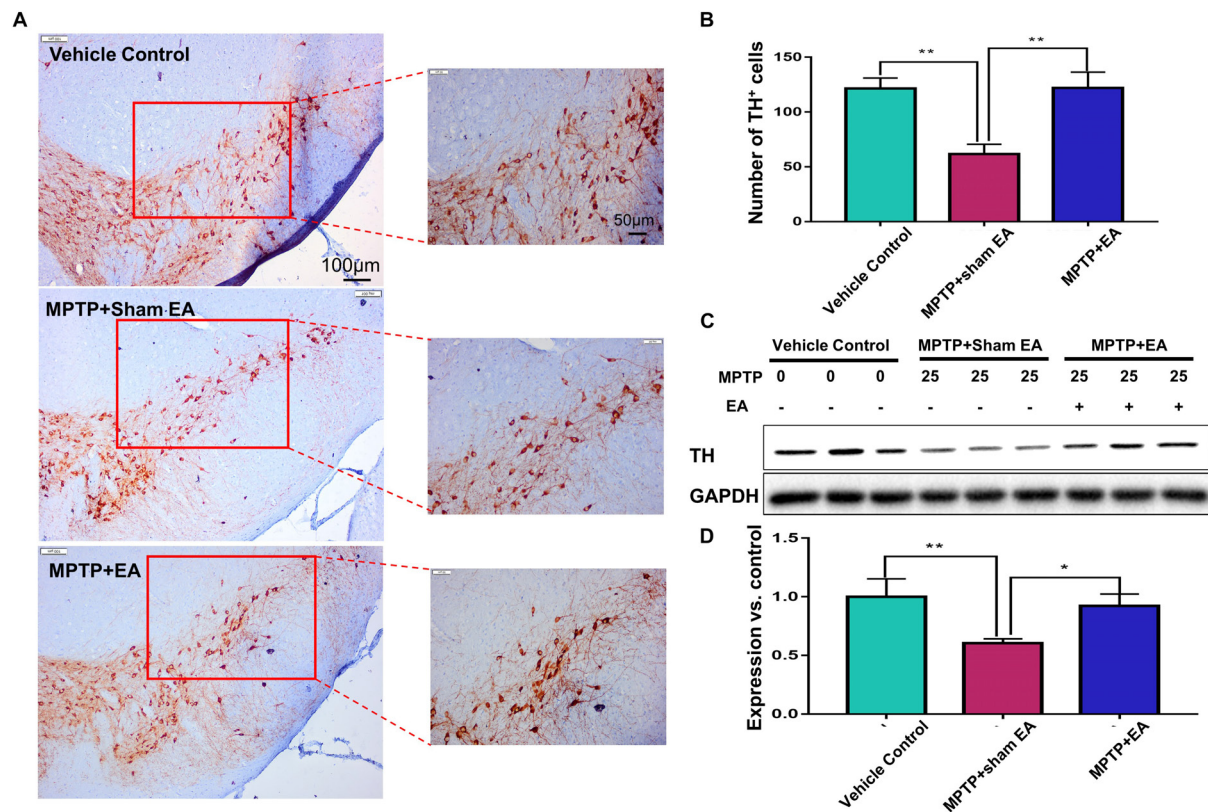 A
Vehicle Control
50μm
100μm
MPTP+Sham EA
MPTP+EA
B
Number of TH+ cells
150
100
50
0
**
**
Vehicle Control
MPTP+sham EA
MPTP+EA
C
Vehicle Control MPTP+Sham EA MPTP+EA
MPTP 0 0 0 25 25 25 25 25 25
EA - - - - - - + + +
TH
GAPDH
D
Expression vs. control
1.5
1.0
0.5
0.0
**
*
Vehicle Control
MPTP+sham EA
MPTP+EA